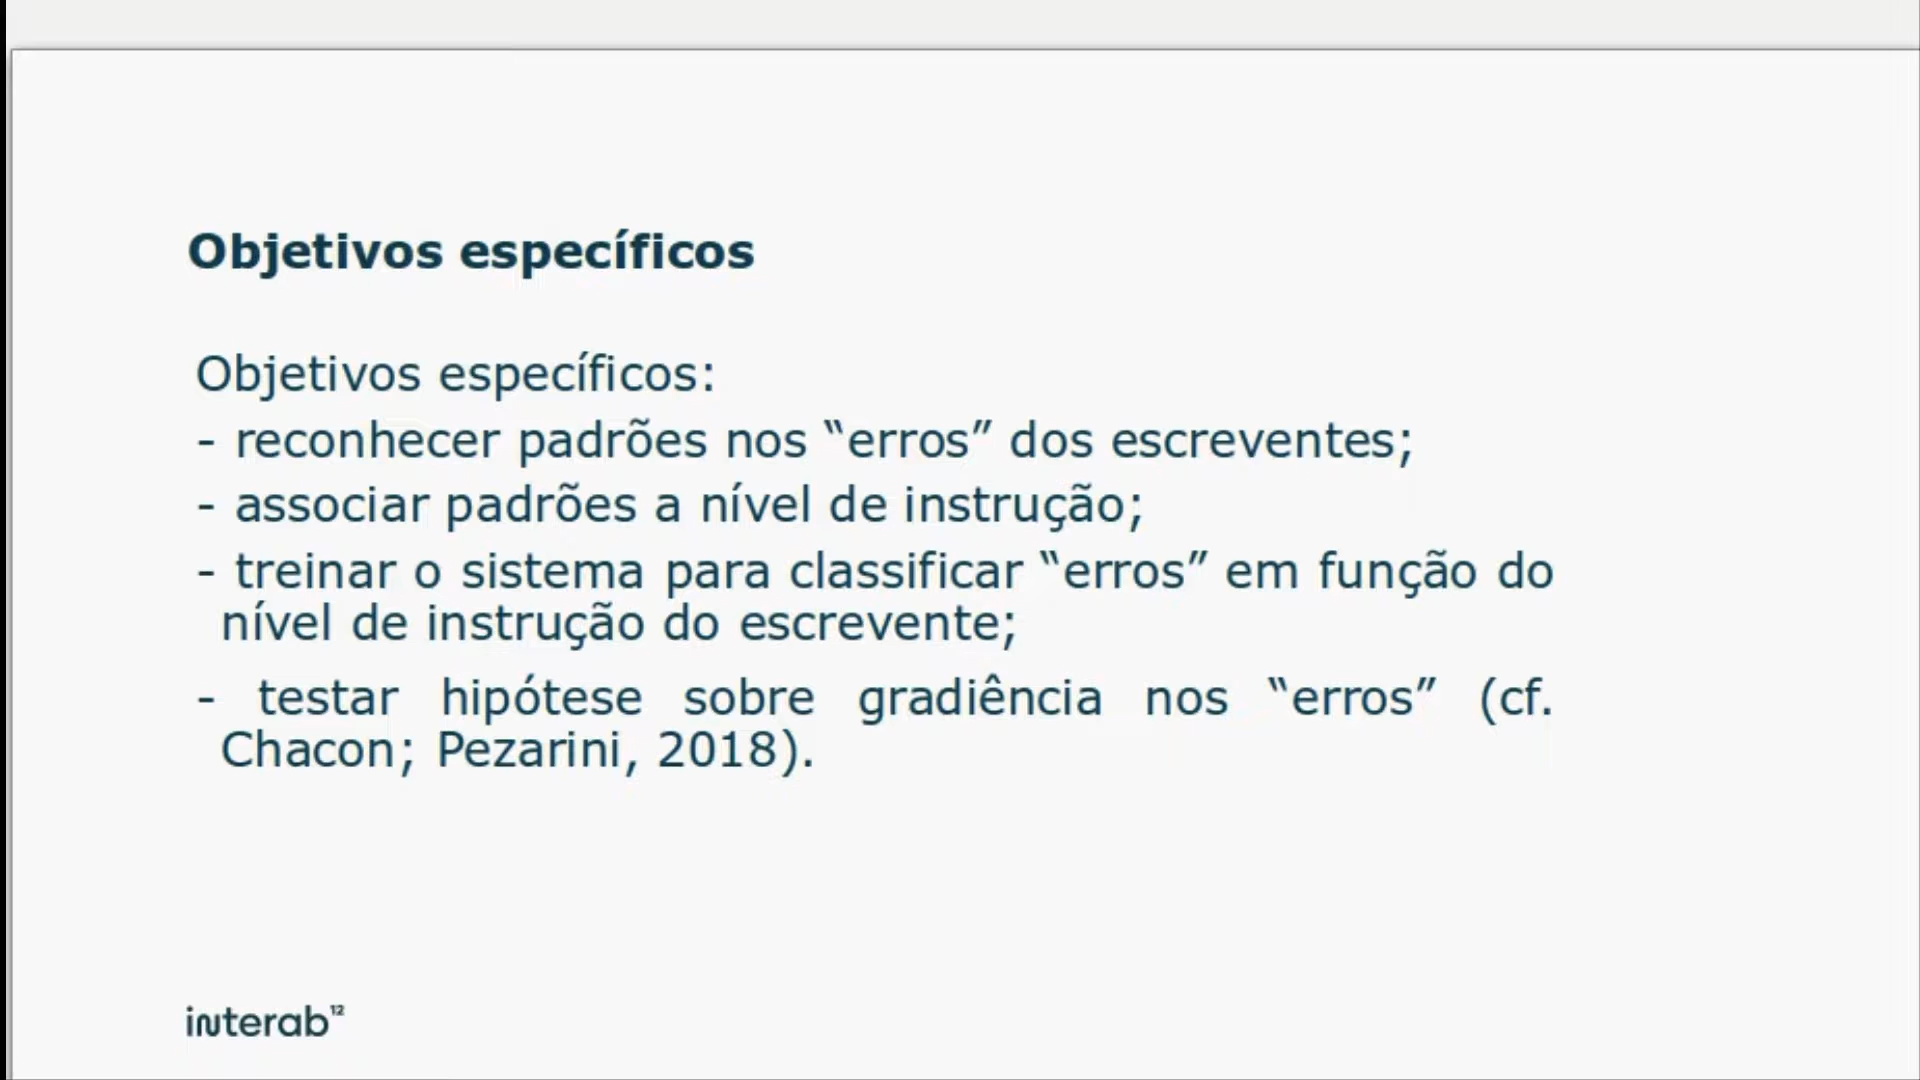 Objetivos específicos
Objetivos específicos:
- reconhecer padrões nos “erros” dos escreventes;
- associar padrões a nível de instrução;
- treinar o sistema para classificar “erros” em função do
nível de instrução do escrevente;
- testar hipótese sobre gradiência nos “erros” (cf.
Chacon; Pezarini, 2018).
interab¹²